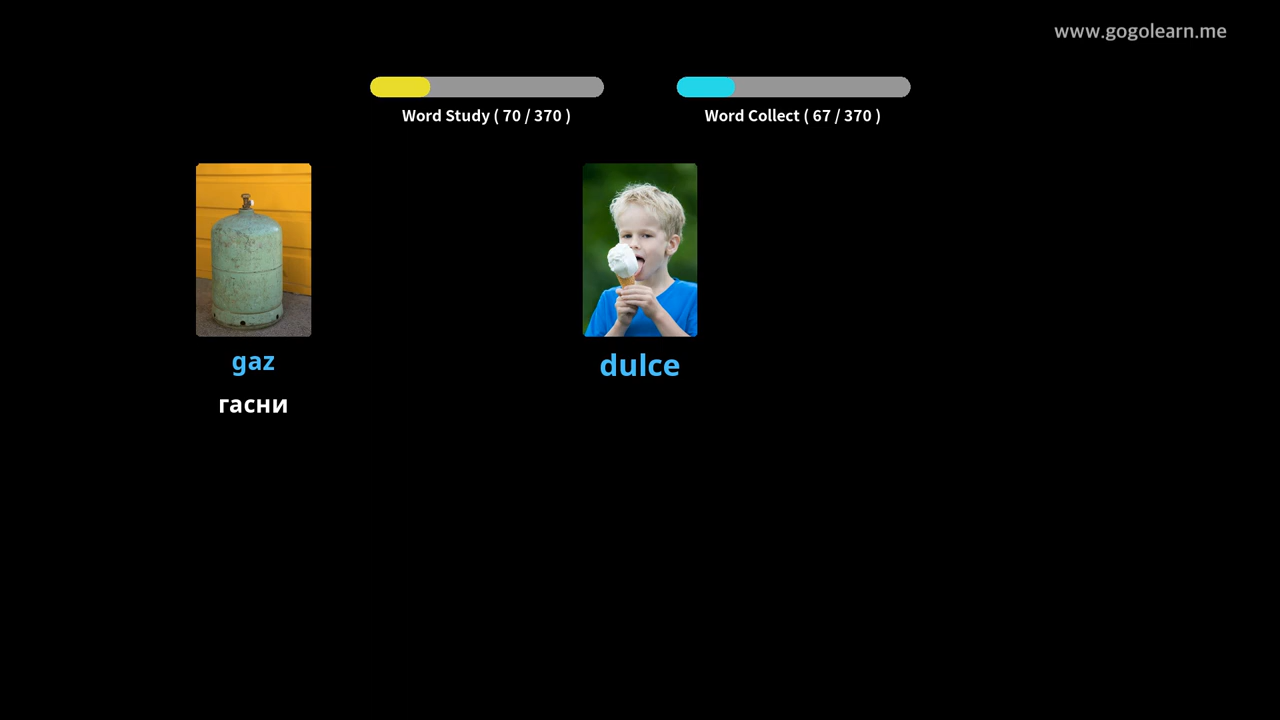 www.gogolearn.me
Word Study ( 70 / 370 )
Word Collect ( 67 / 370 )
gaz
dulce
гасни